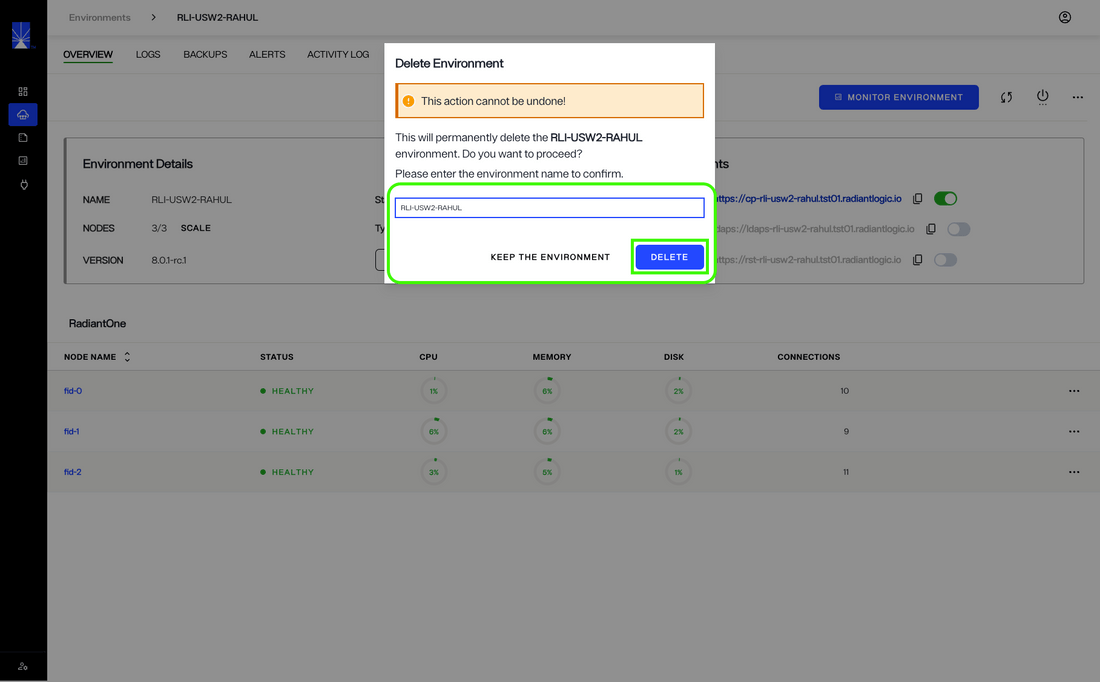 Environments > RLI-USW2-RAHUL
OVERVIEW LOGS BACKUPS ALERTS ACTIVITY LOG
Delete Environment
This action cannot be undone!
This will permanently delete the RLI-USW2-RAHUL
environment. Do you want to proceed?
Please enter the environment name to confirm.
RLI-USW2-RAHUL
KEEP THE ENVIRONMENT DELETE
MONITOR ENVIRONMENT
Environment Details
NAME RLI-USW2-RAHUL
NODES 3/3 SCALE
VERSION 8.0.1-rc.1
https://cp-rli-usw2-rahul.tst01.radiantlogic.io
ldaps://ldaps-rli-usw2-rahul.tst01.radiantlogic.io
https://rst-rli-usw2-rahul.tst01.radiantlogic.io
RadiantOne
NODE NAME STATUS CPU MEMORY DISK CONNECTIONS
fid-0 HEALTHY 1% 6% 2% 10
fid-1 HEALTHY 6% 6% 2% 9
fid-2 HEALTHY 3% 5% 1% 11